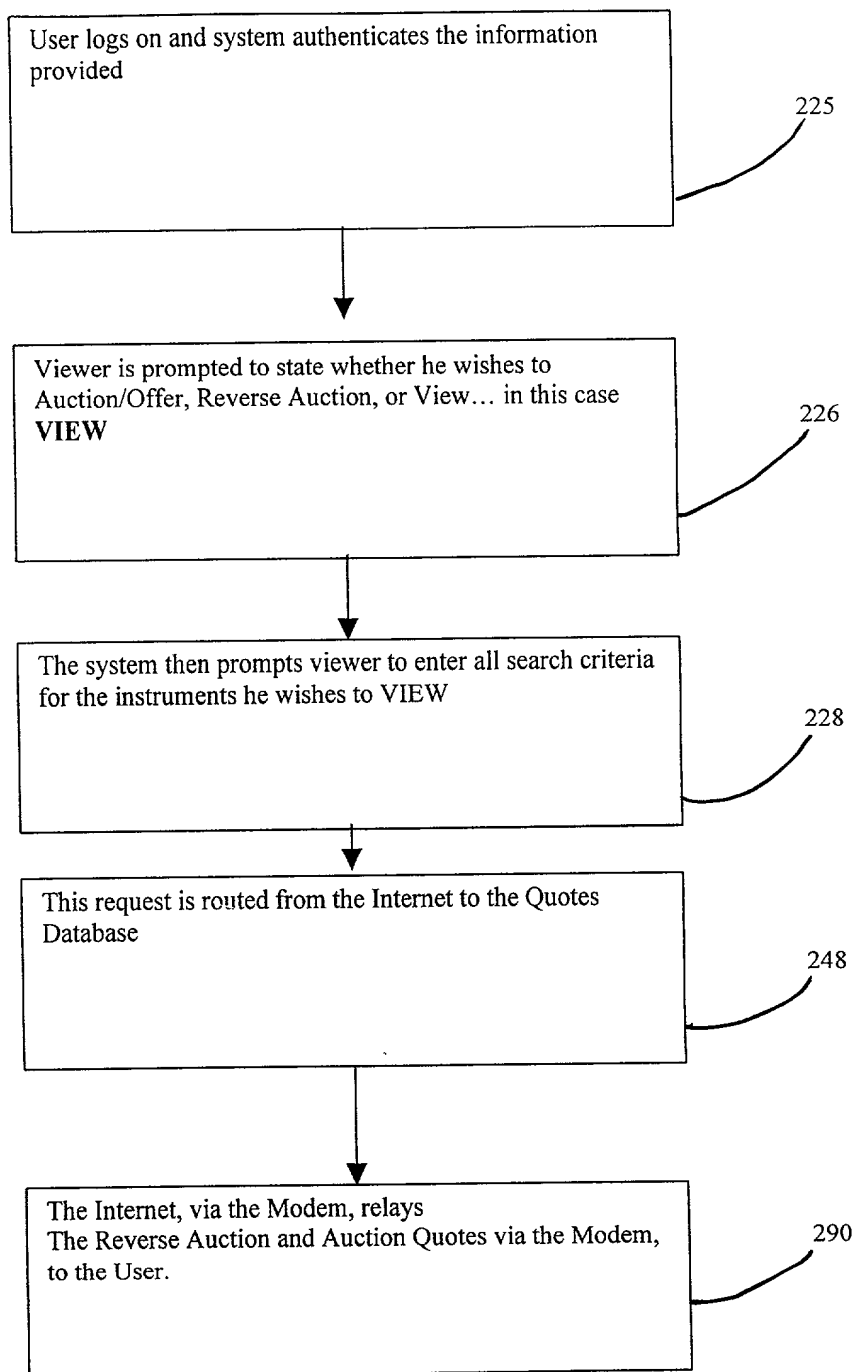 User logs on and system authenticates the information
provided
225
Viewer is prompted to state whether he wishes to
Auction/Offer, Reverse Auction, or View... in this case
VIEW
226
The system then prompts viewer to enter all search criteria
for the instruments he wishes to VIEW
228
This request is routed from the Internet to the Quotes
Database
248
The Internet, via the Modem, relays
The Reverse Auction and Auction Quotes via the Modem,
to the User.
290